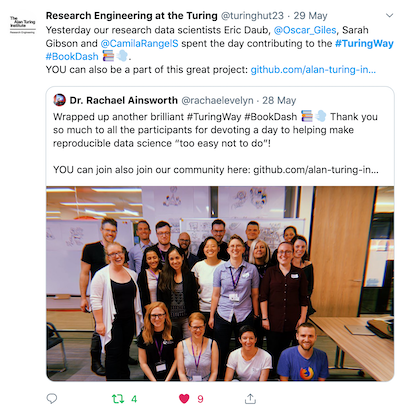 The
Alan Turing
Institute
Research Engineering at the Turing @turinghut23 · 29 May
Yesterday our research data scientists Eric Daub, @Oscar_Giles, Sarah
Gibson and @CamilaRangelS spent the day contributing to the #TuringWay
#BookDash 📚💨.
YOU can also be a part of this great project: github.com/alan-turing-in...
Dr. Rachael Ainsworth @rachaelevelyn · 28 May
Wrapped up another brilliant #TuringWay #BookDash 📚💨 Thank you
so much to all the participants for devoting a day to helping make
reproducible data science “too easy not to do”!
YOU can join also join our community here: github.com/alan-turing-in...
4
9